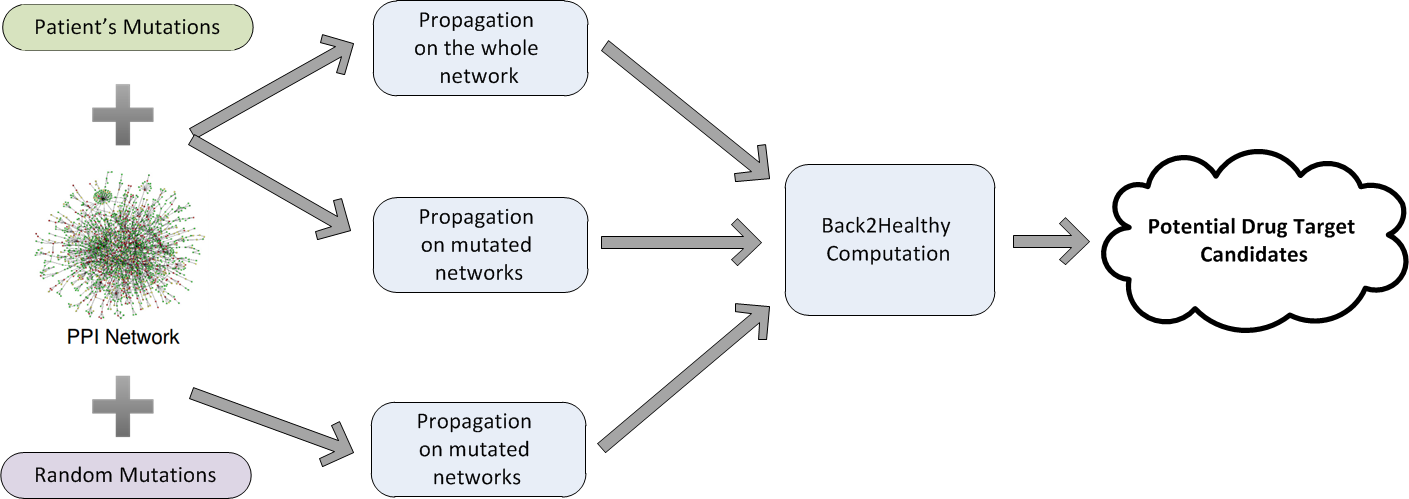 Patient's Mutations
PPI Network
Random Mutations
Propagation
on the whole
network
Propagation
on mutated
networks
Propagation
on mutated
networks
Back2Healthy
Computation
Potential Drug Target
Candidates